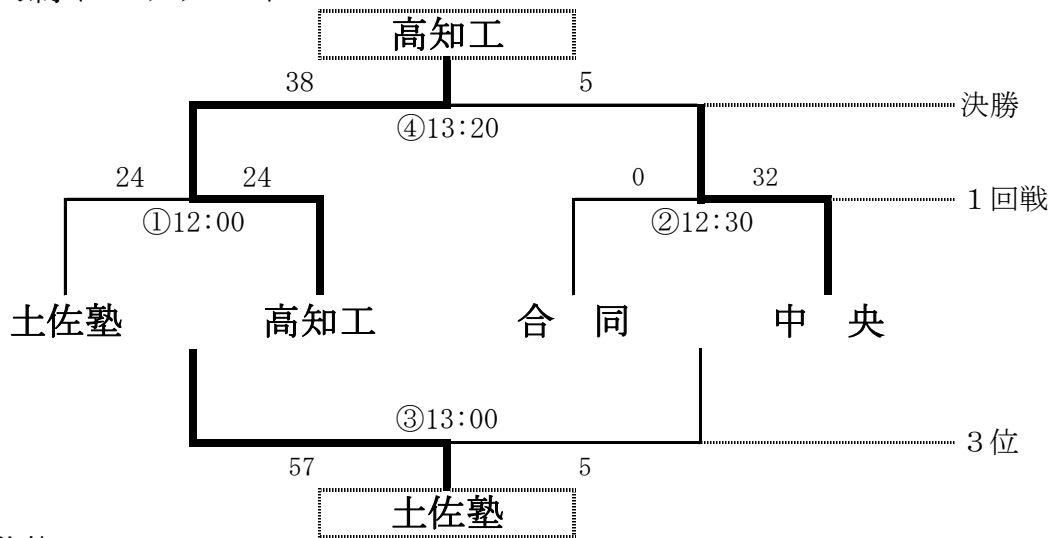 高知工
38 5
決勝
④13:20
24 24 0 32
1回戦
①12:00 ②12:30
土佐塾 高知工 合 同 中 央
③13:00
3位
57 5
土佐塾